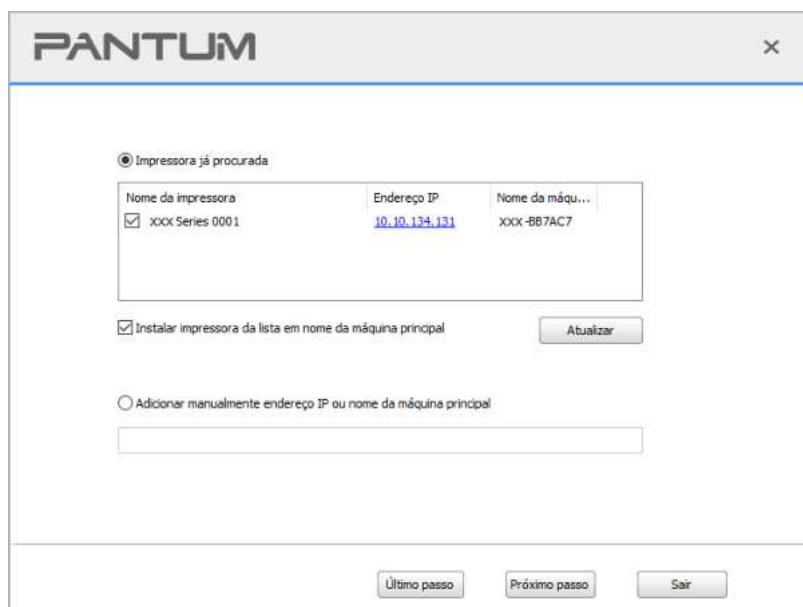 PANTUM
Impressora já procurada
Nome da impressora Endereço IP Nome da máqu...
XXX Series 0001 10.10.134.131 XXX-BB7AC7
Instalar impressora da lista em nome da máquina principal Atualizar
Adicionar manualmente endereço IP ou nome da máquina principal
Último passo Próximo passo Sair